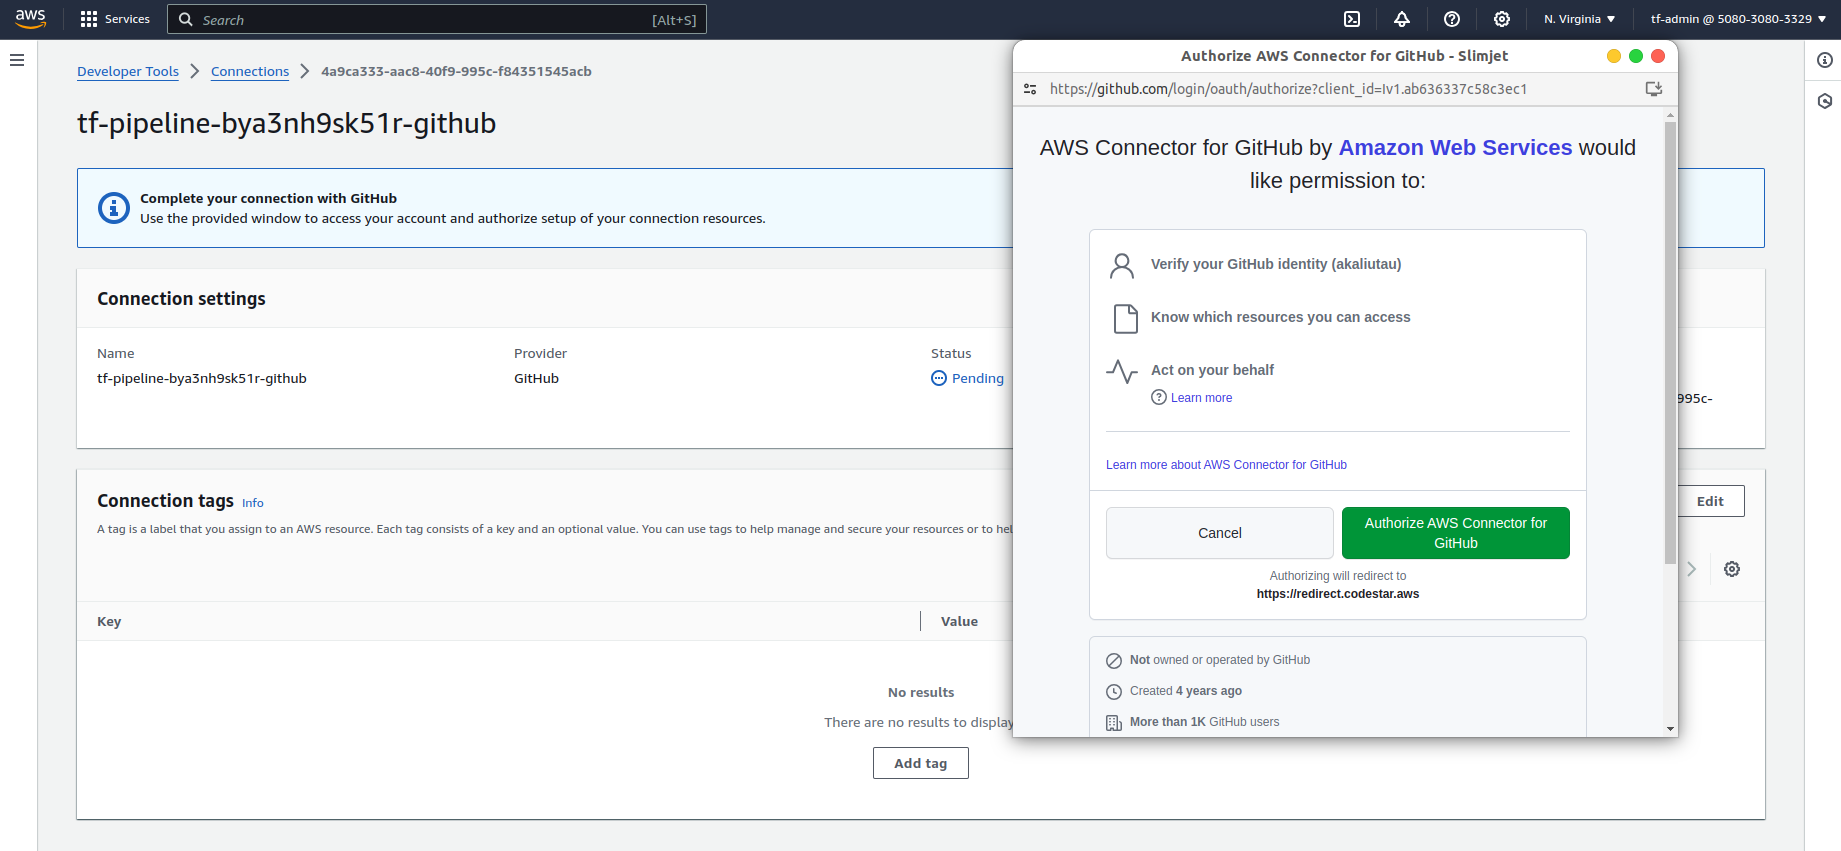 aws
Services
Search
[Alt+S]
N. Virginia ▼
tf-admin @ 5080-3080-3329 ▼
Developer Tools > Connections > 4a9ca333-aac8-40f9-995c-f84351545acb
tf-pipeline-bya3nh9sk51r-github
Complete your connection with GitHub
Use the provided window to access your account and authorize setup of your connection resources.
Connection settings
Name
tf-pipeline-bya3nh9sk51r-github
Provider
GitHub
Status
Pending
995c-
Connection tags Info
A tag is a label that you assign to an AWS resource. Each tag consists of a key and an optional value. You can use tags to help manage and secure your resources or to hel
Edit
Key
Value
No results
There are no results to display
Add tag
Authorize AWS Connector for GitHub - Slimjet
https://github.com/login/oauth/authorize?client_id=Iv1.ab636337c58c3ec1
AWS Connector for GitHub by Amazon Web Services would
like permission to:
Verify your GitHub identity (akaliutau)
Know which resources you can access
Act on your behalf
Learn more
Learn more about AWS Connector for GitHub
Cancel
Authorize AWS Connector for
GitHub
Authorizing will redirect to
https://redirect.codestar.aws
Not owned or operated by GitHub
Created 4 years ago
More than 1K GitHub users